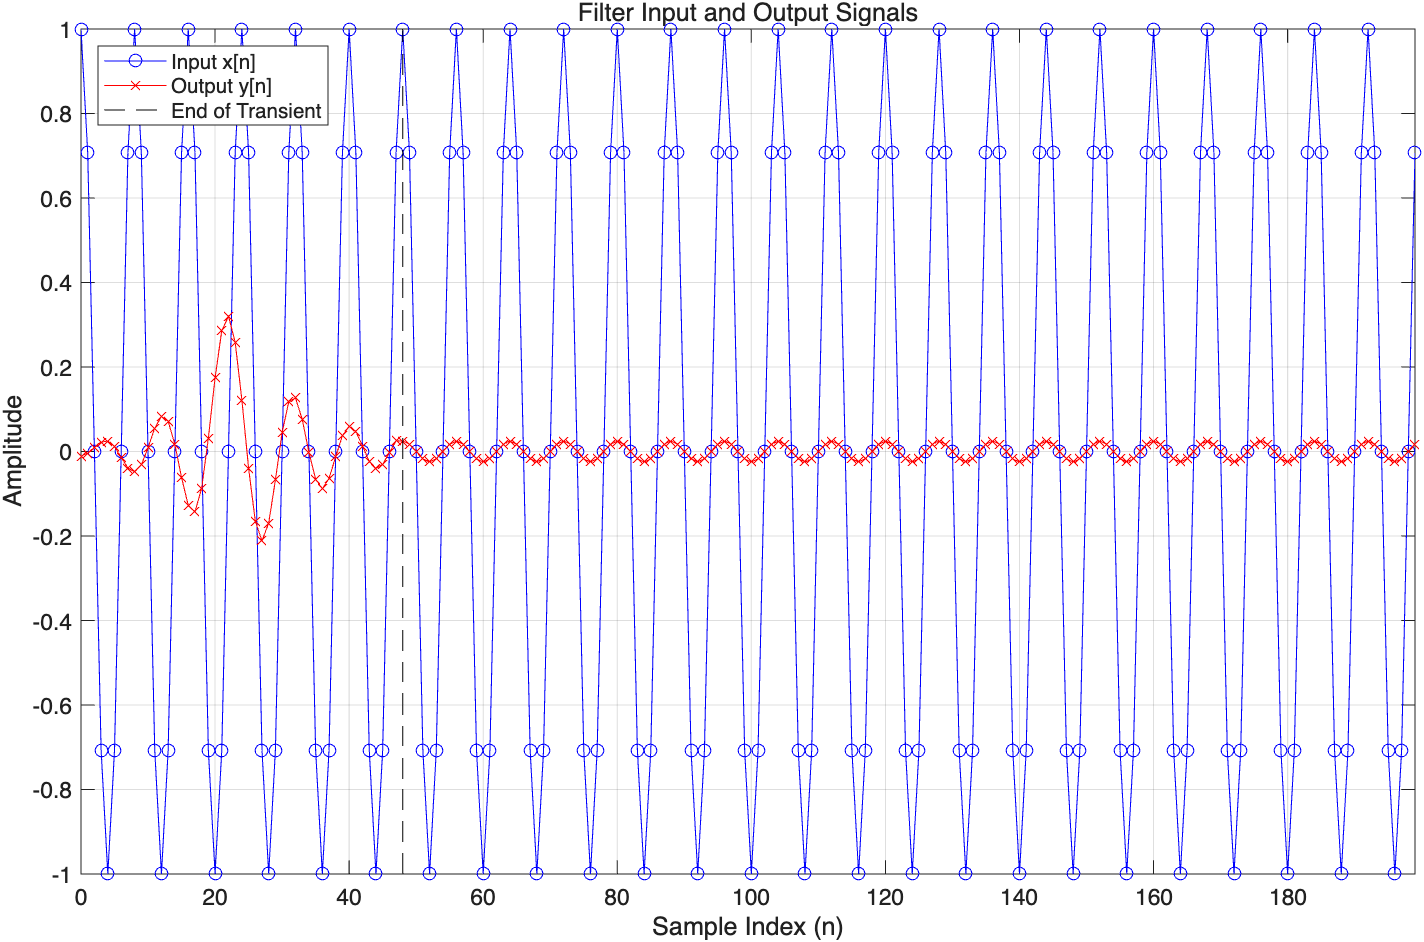 Filter Input and Output Signals
Input x[n]
Output y[n]
End of Transient
Amplitude
1
0.8
0.6
0.4
0.2
0
-0.2
-0.4
-0.6
-0.8
-1
0 20 40 60 80 100 120 140 160 180
Sample Index (n)